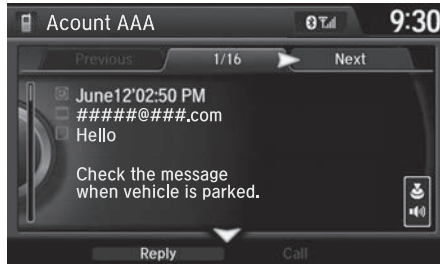 Acount AAA
9:30
Previous
1/16
Next
June12'02:50 PM
#####@###.com
Hello
Check the message
when vehicle is parked.
Reply
Call